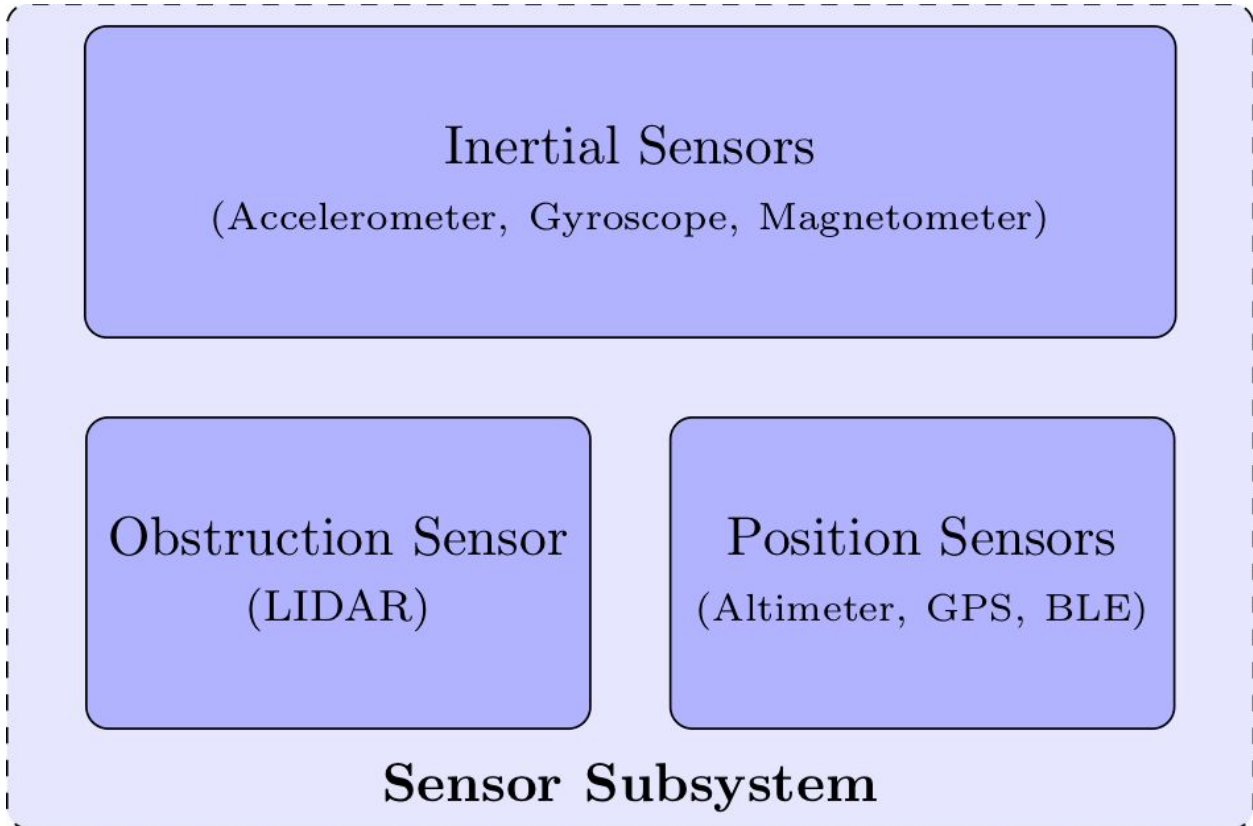 Inertial Sensors
(Accelerometer, Gyroscope, Magnetometer)
Obstruction Sensor
(LIDAR)
Position Sensors
(Altimeter, GPS, BLE)
Sensor Subsystem